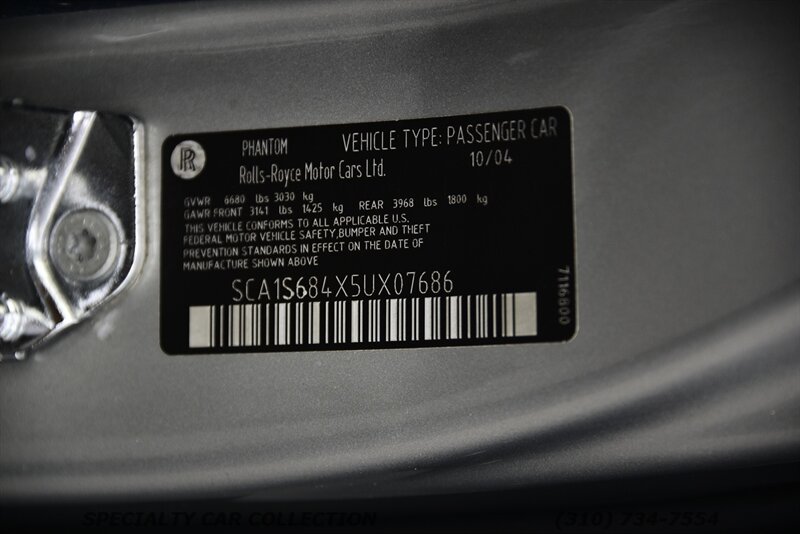 RR PHANTOM VEHICLE TYPE: PASSENGER CAR
Rolls-Royce Motor Cars Ltd. 10/04
GVWR 6680 lbs 3030 kg
GAWR FRONT 3141 lbs 1425 kg REAR 3968 lbs 1800 kg
THIS VEHICLE CONFORMS TO ALL APPLICABLE U.S.
FEDERAL MOTOR VEHICLE SAFETY,BUMPER AND THEFT
PREVENTION STANDARDS IN EFFECT ON THE DATE OF
MANUFACTURE SHOWN ABOVE
SCA1S684X5UX07686
7116800
SPECIALTY CAR COLLECTION (310) 734-7554